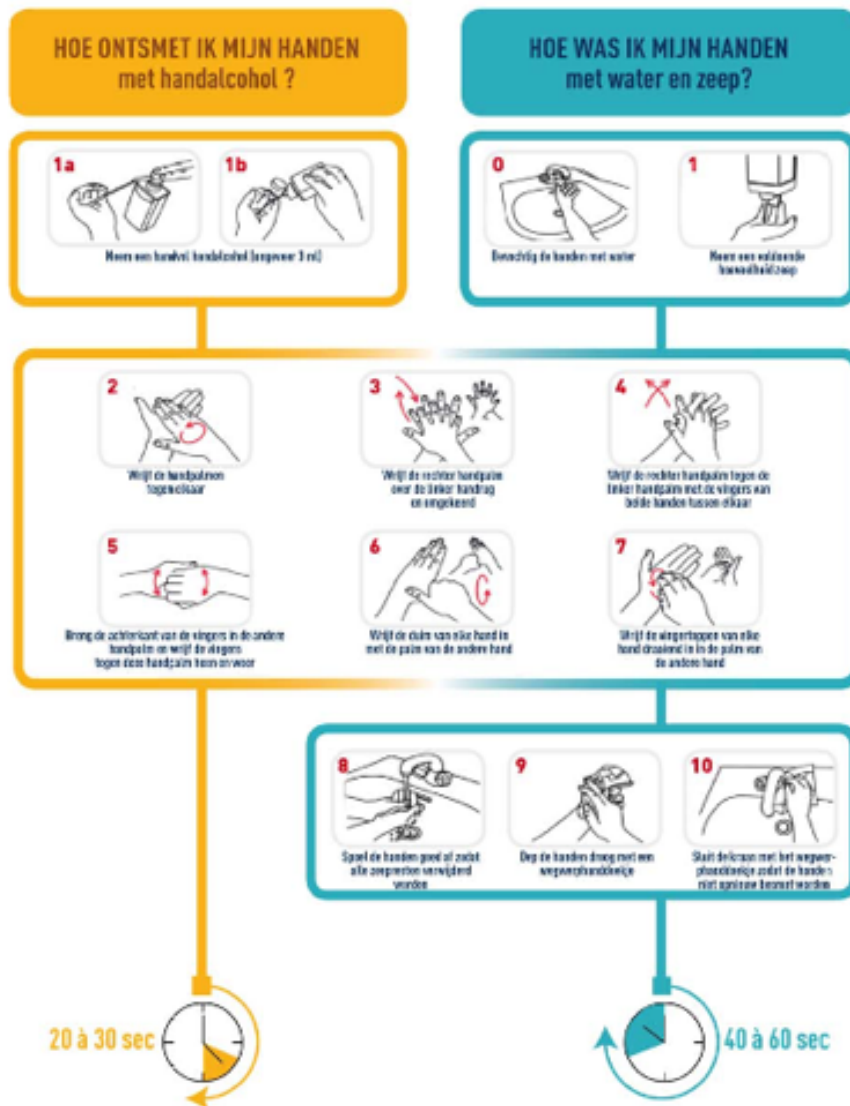 HOE ONTSMET IK MIJN HANDEN
met handalcohol ?
HOE WAS IK MIJN HANDEN
met water en zeep?
1a
1b
Neem een handvol handalcohol (ongeveer 3 ml)
0
Bevochtig de handen met water
1
Neem een voldoende
hoeveelheid zeep
2
Wrijf de handpalmen
tegen elkaar
3
Wrijf de rechter handpalm
over de linker handrug
en omgekeerd
4
Wrijf de rechter handpalm tegen de
linker handpalm met de vingers van
beide handen tussen elkaar
5
Breng de achterkant van de vingers in de andere
handpalm en wrijf de vingers
tegen deze handpalm heen en weer
6
Wrijf de duim van elke hand in
met de palm van de andere hand
7
Wrijf de vingertoppen van elke
hand draaiend in in de palm van
de andere hand
8
Spoel de handen goed af zodat
alle zeepresten verwijderd
worden
9
Dep de handen droog met een
wegwerphanddoekje
10
Sluit de kraan met het wegwer-
phanddoekje zodat de handen
niet opnieuw besmet worden
20 à 30 sec
40 à 60 sec